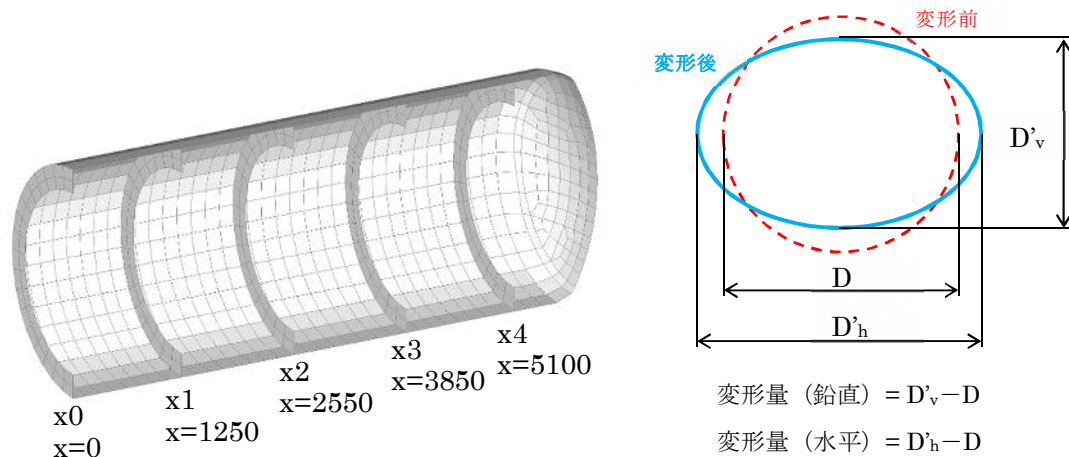 x0
x=0
x1
x=1250
x2
x=2550
x3
x=3850
x4
x=5100
変形前
変形後
D'v
D
D'h
変形量（鉛直）= D'v－D
変形量（水平）= D'h－D